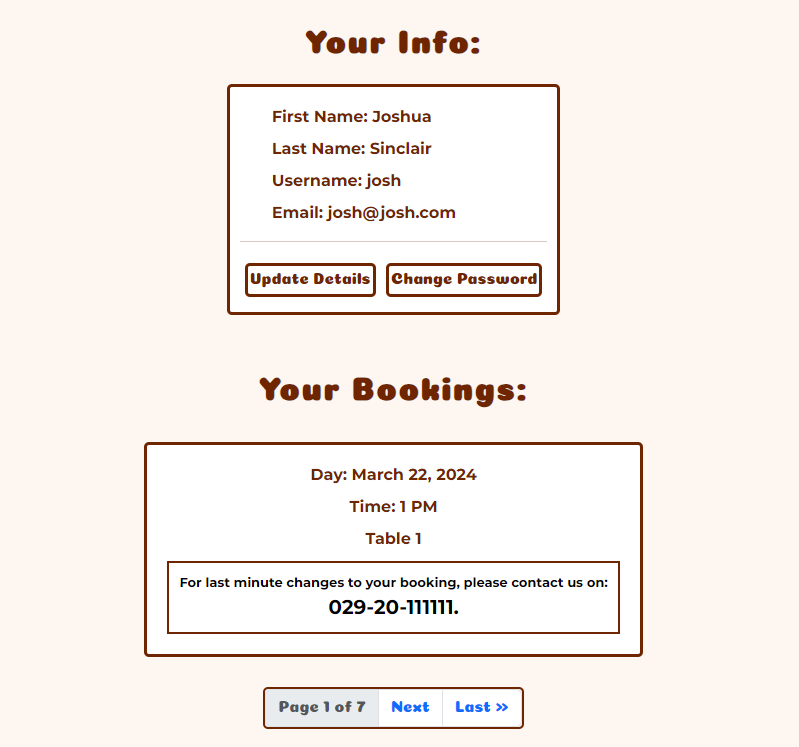 Your Info:
First Name: Joshua
Last Name: Sinclair
Username: josh
Email: josh@josh.com
Update Details Change Password
Your Bookings:
Day: March 22, 2024
Time: 1 PM
Table 1
For last minute changes to your booking, please contact us on:
029-20-111111.
Page 1 of 7 Next Last »